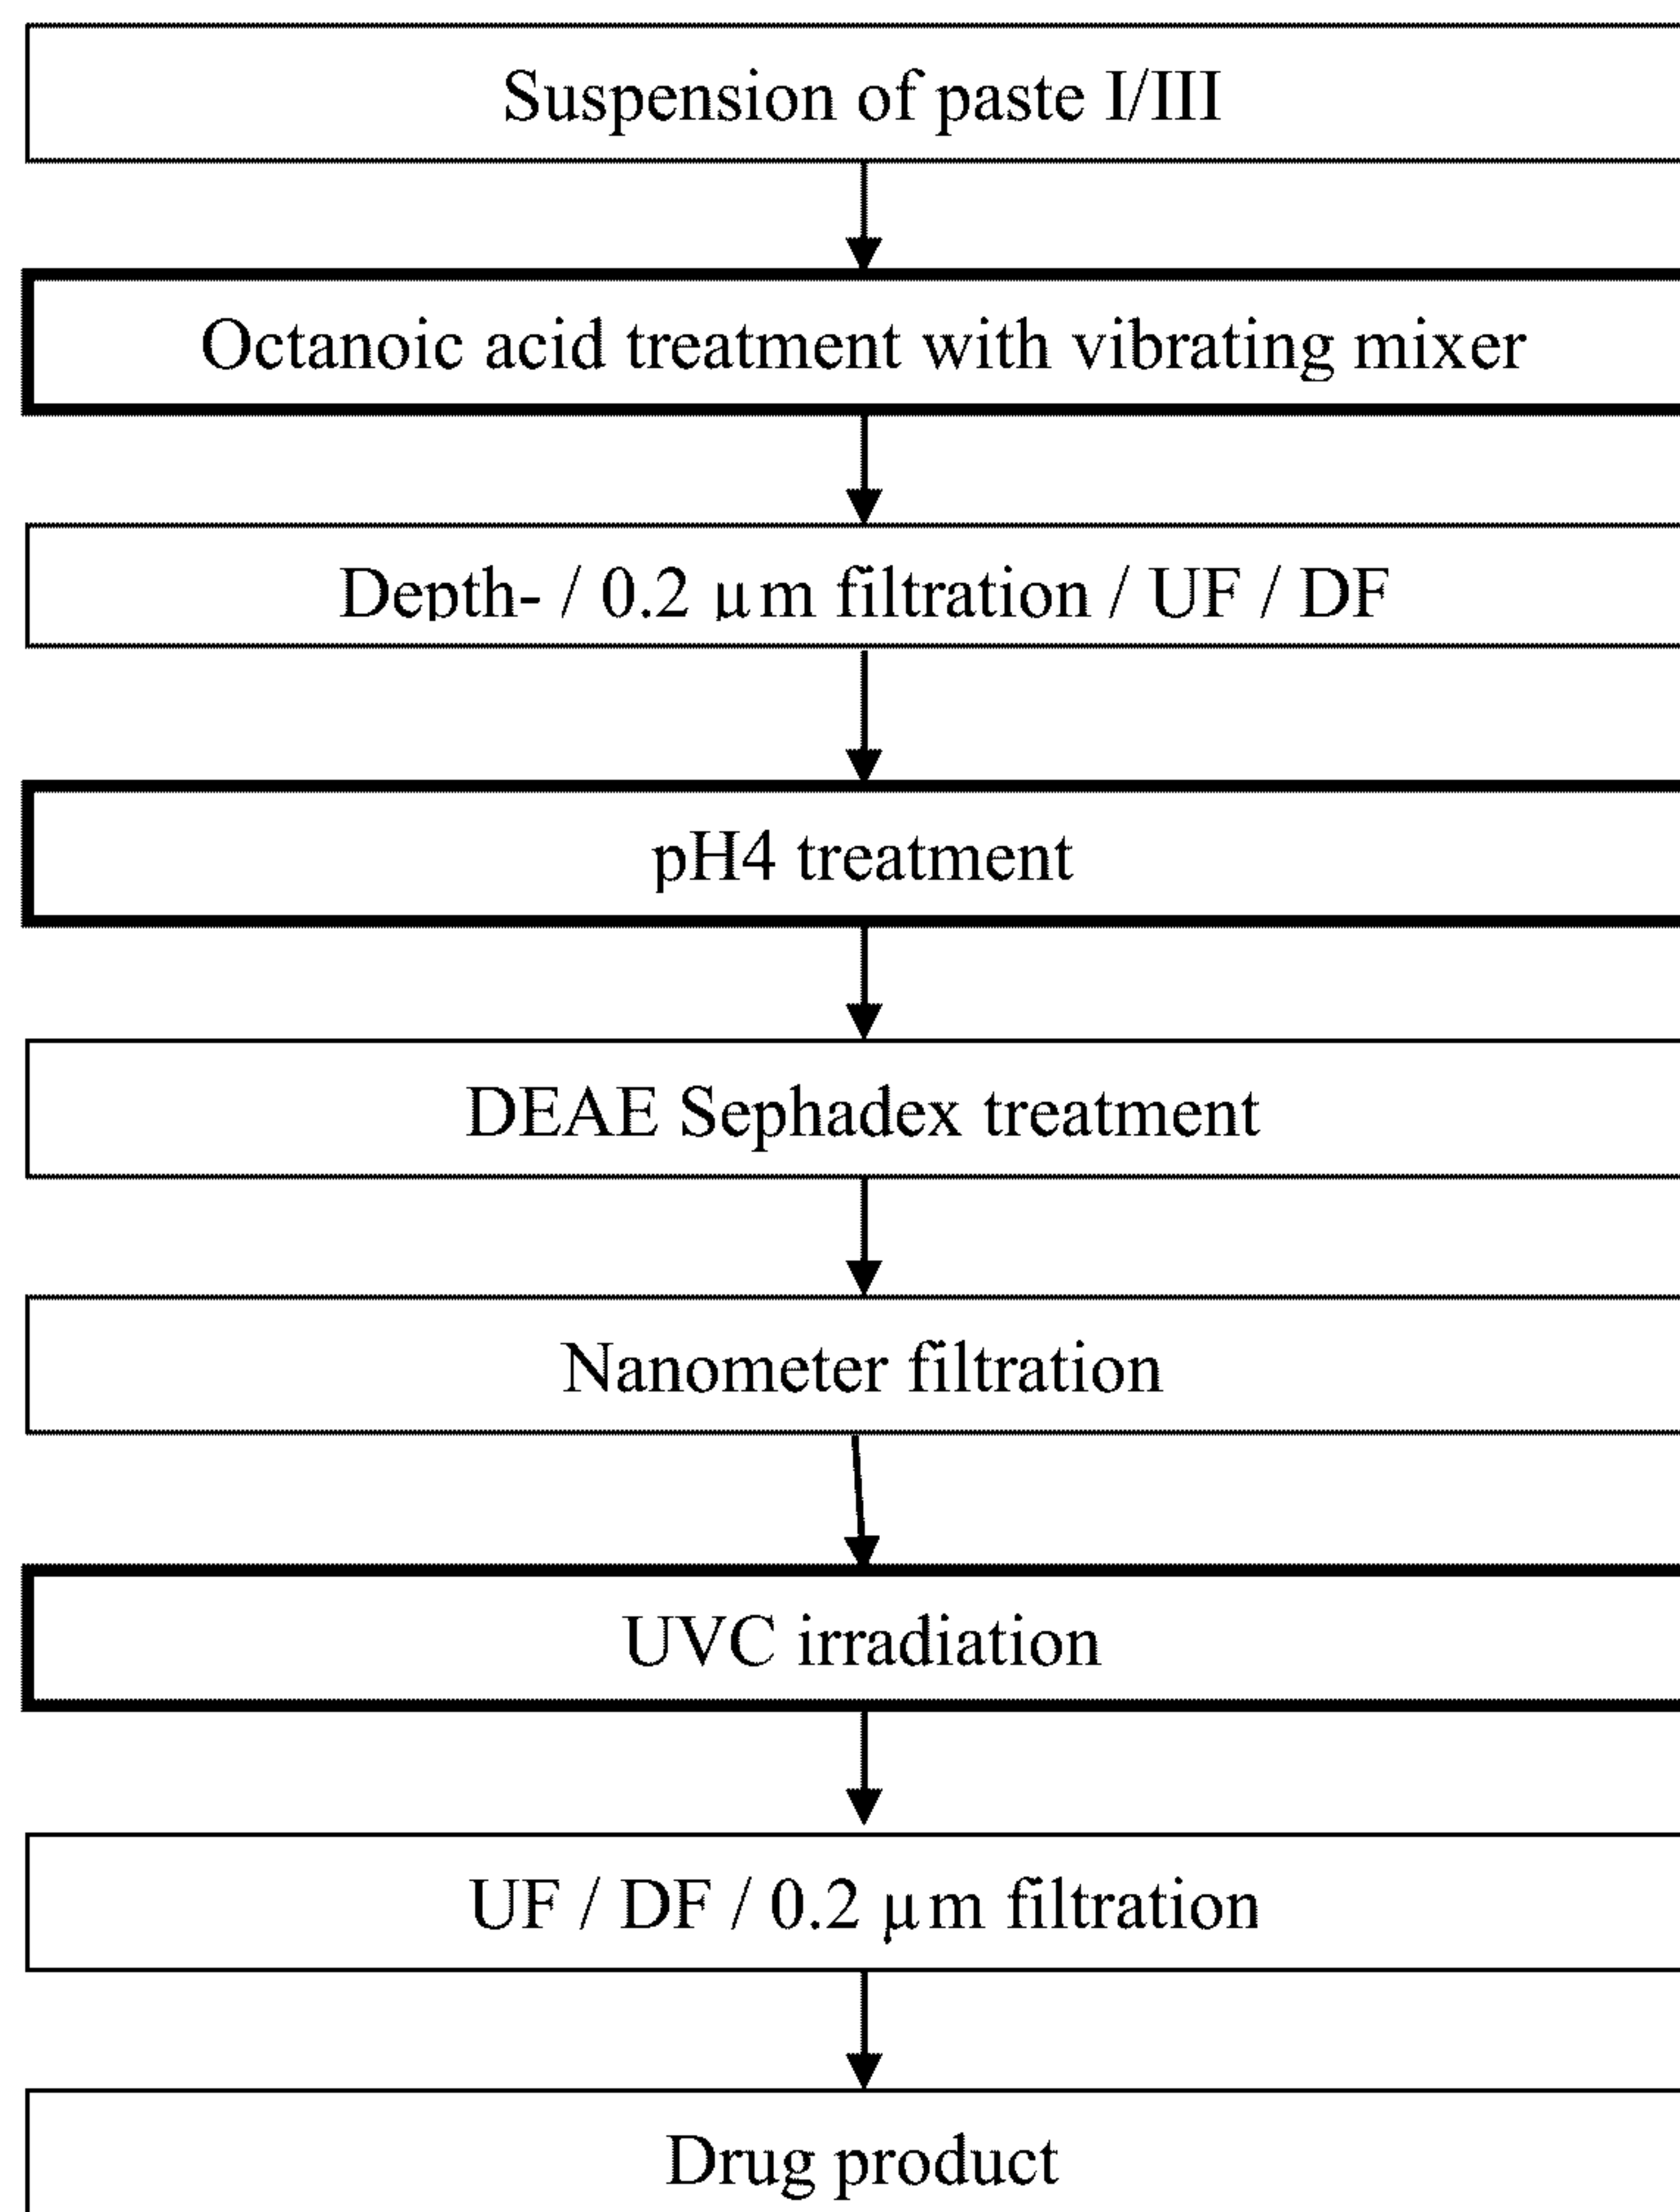 Suspension of paste I/III
Octanoic acid treatment with vibrating mixer
Depth- / 0.2 µm filtration / UF / DF
pH4 treatment
DEAE Sephadex treatment
Nanometer filtration
UVC irradiation
UF / DF / 0.2 µm filtration
Drug product